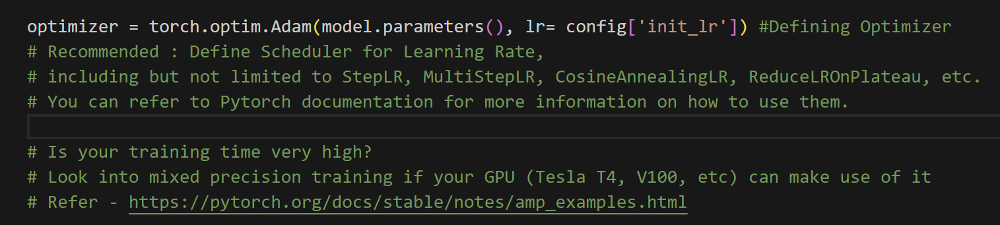 optimizer = torch.optim.Adam(model.parameters(), lr= config['init_lr']) #Defining Optimizer
# Recommended : Define Scheduler for Learning Rate,
# including but not limited to StepLR, MultiStepLR, CosineAnnealingLR, ReduceLROnPlateau, etc.
# You can refer to Pytorch documentation for more information on how to use them.
# Is your training time very high?
# Look into mixed precision training if your GPU (Tesla T4, V100, etc) can make use of it
# Refer - https://pytorch.org/docs/stable/notes/amp_examples.html